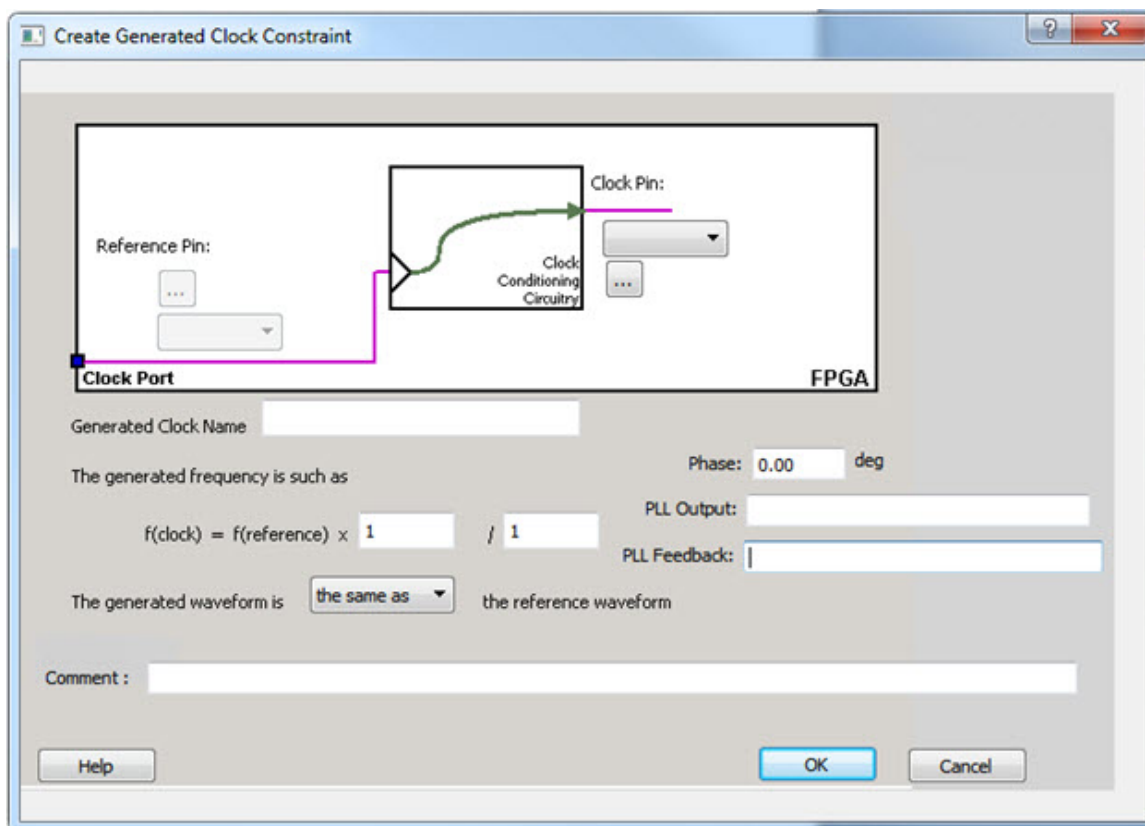 Create Generated Clock Constraint
?
X
Clock Pin:
Reference Pin:
...
Clock
Conditioning
Circuitry
...
Clock Port
FPGA
Generated Clock Name
Phase: 0.00 deg
The generated frequency is such as
PLL Output:
f(clock) = f(reference) x 1 / 1
PLL Feedback:
The generated waveform is the same as the reference waveform
Comment :
Help
OK
Cancel